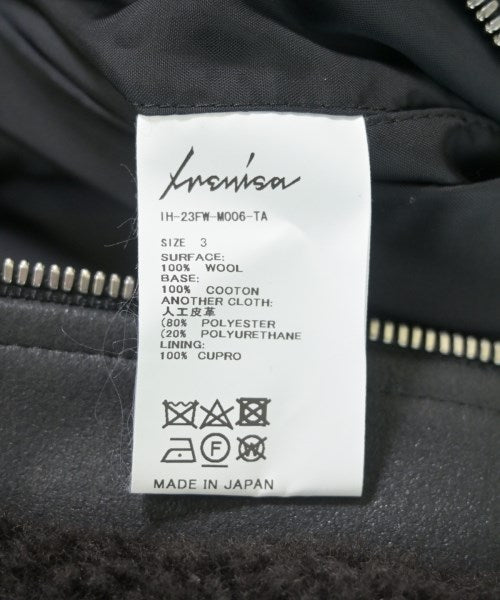 IH-23FW-M006-TA
SIZE 3
SURFACE:
100% WOOL
BASE:
100% COOTON
ANOTHER CLOTH:
人工皮革
(80% POLYESTER
(20% POLYURETHANE
LINING:
100% CUPRO
F
W
MADE IN JAPAN